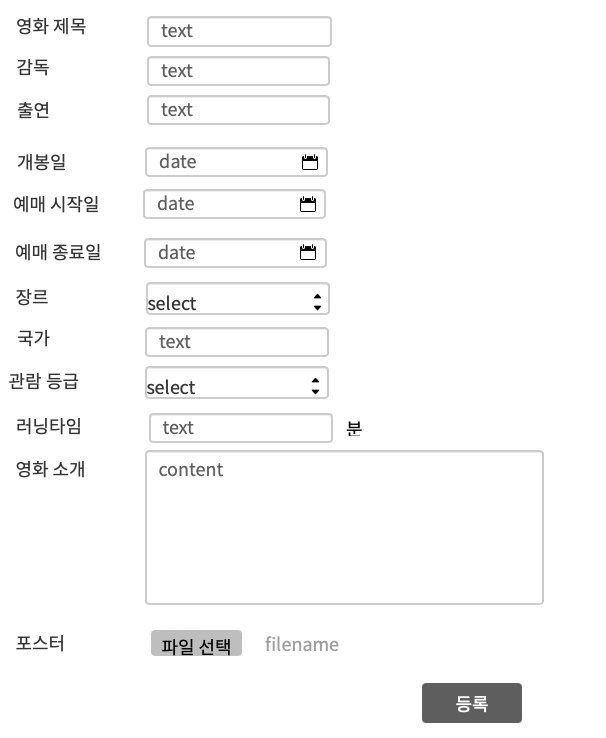 영화 제목 text
감독 text
출연 text
개봉일 date
예매 시작일 date
예매 종료일 date
장르 select
국가 text
관람 등급 select
러닝타임 text 분
영화 소개 content
포스터 파일 선택 filename
등록